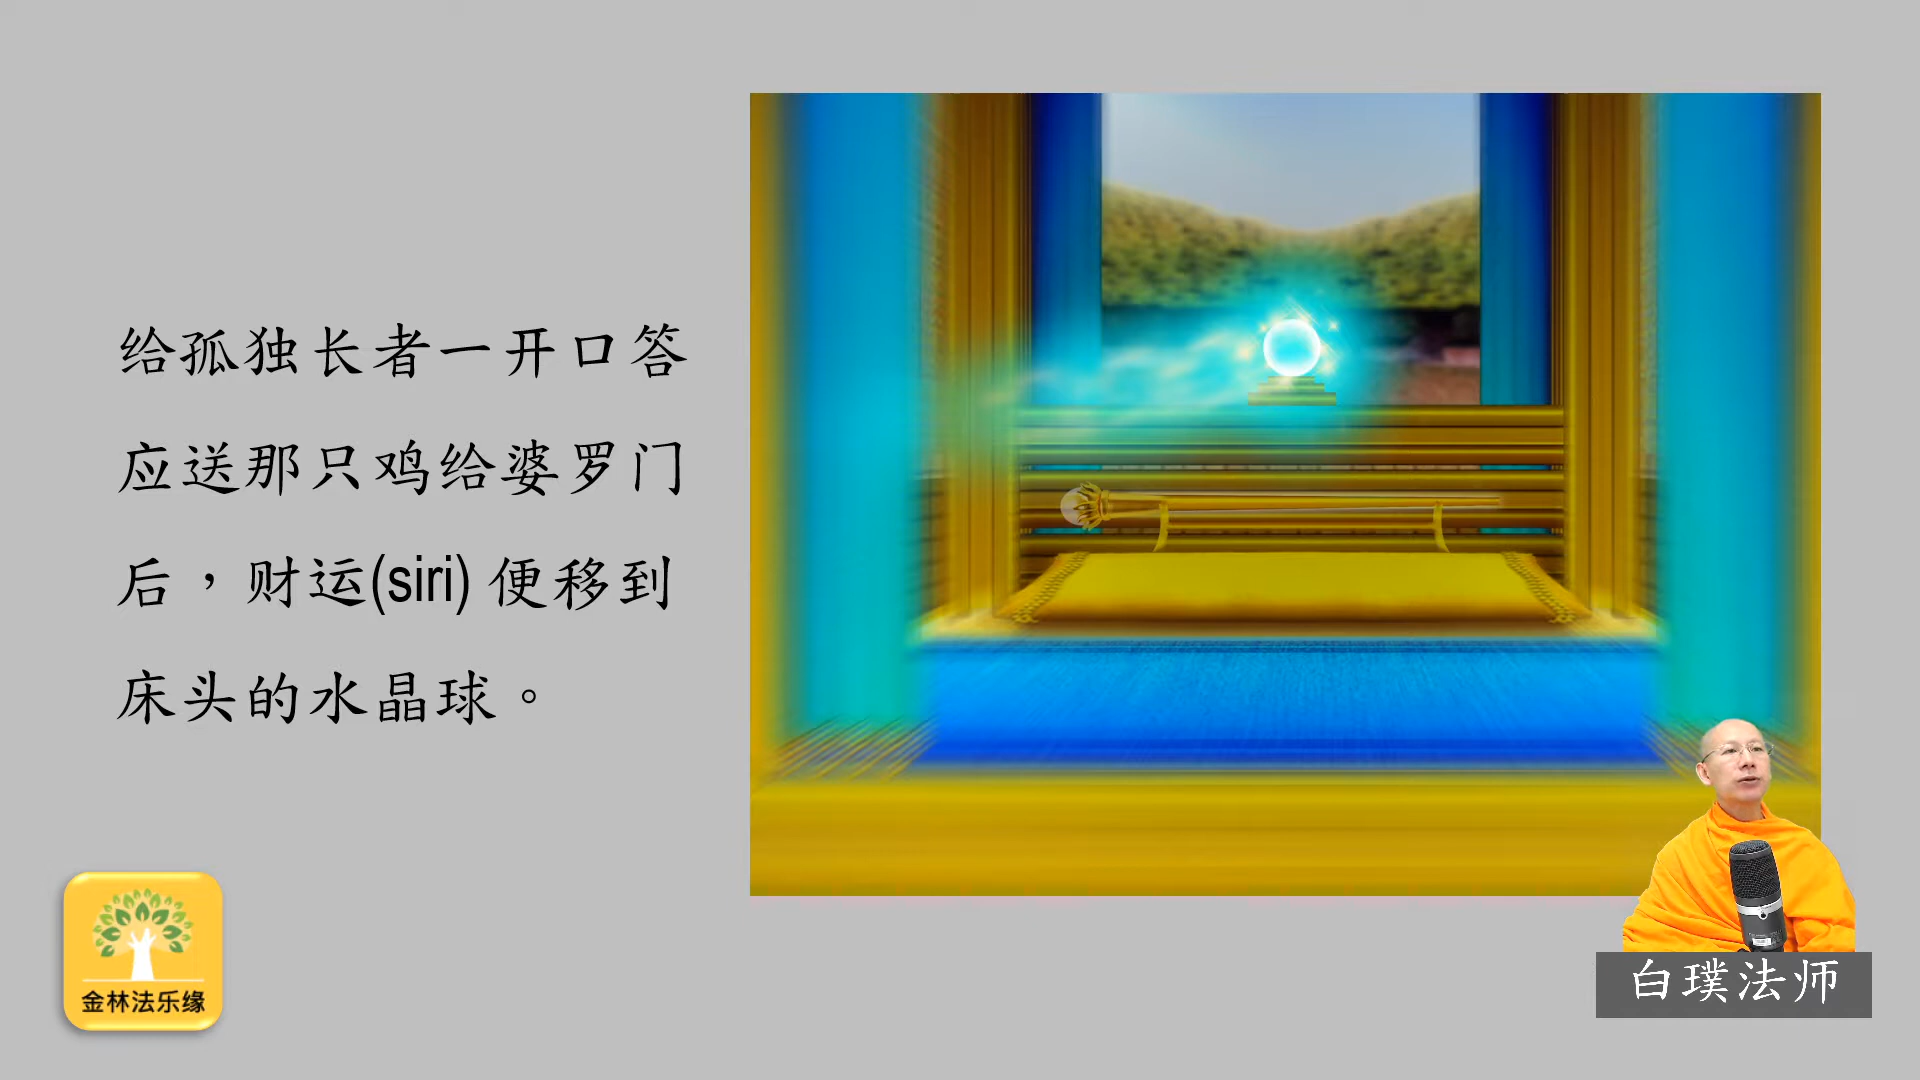 给孤独长者一开口答
应送那只鸡给婆罗门
后，财运(siri) 便移到
床头的水晶球。
金林法乐缘
白璞法师